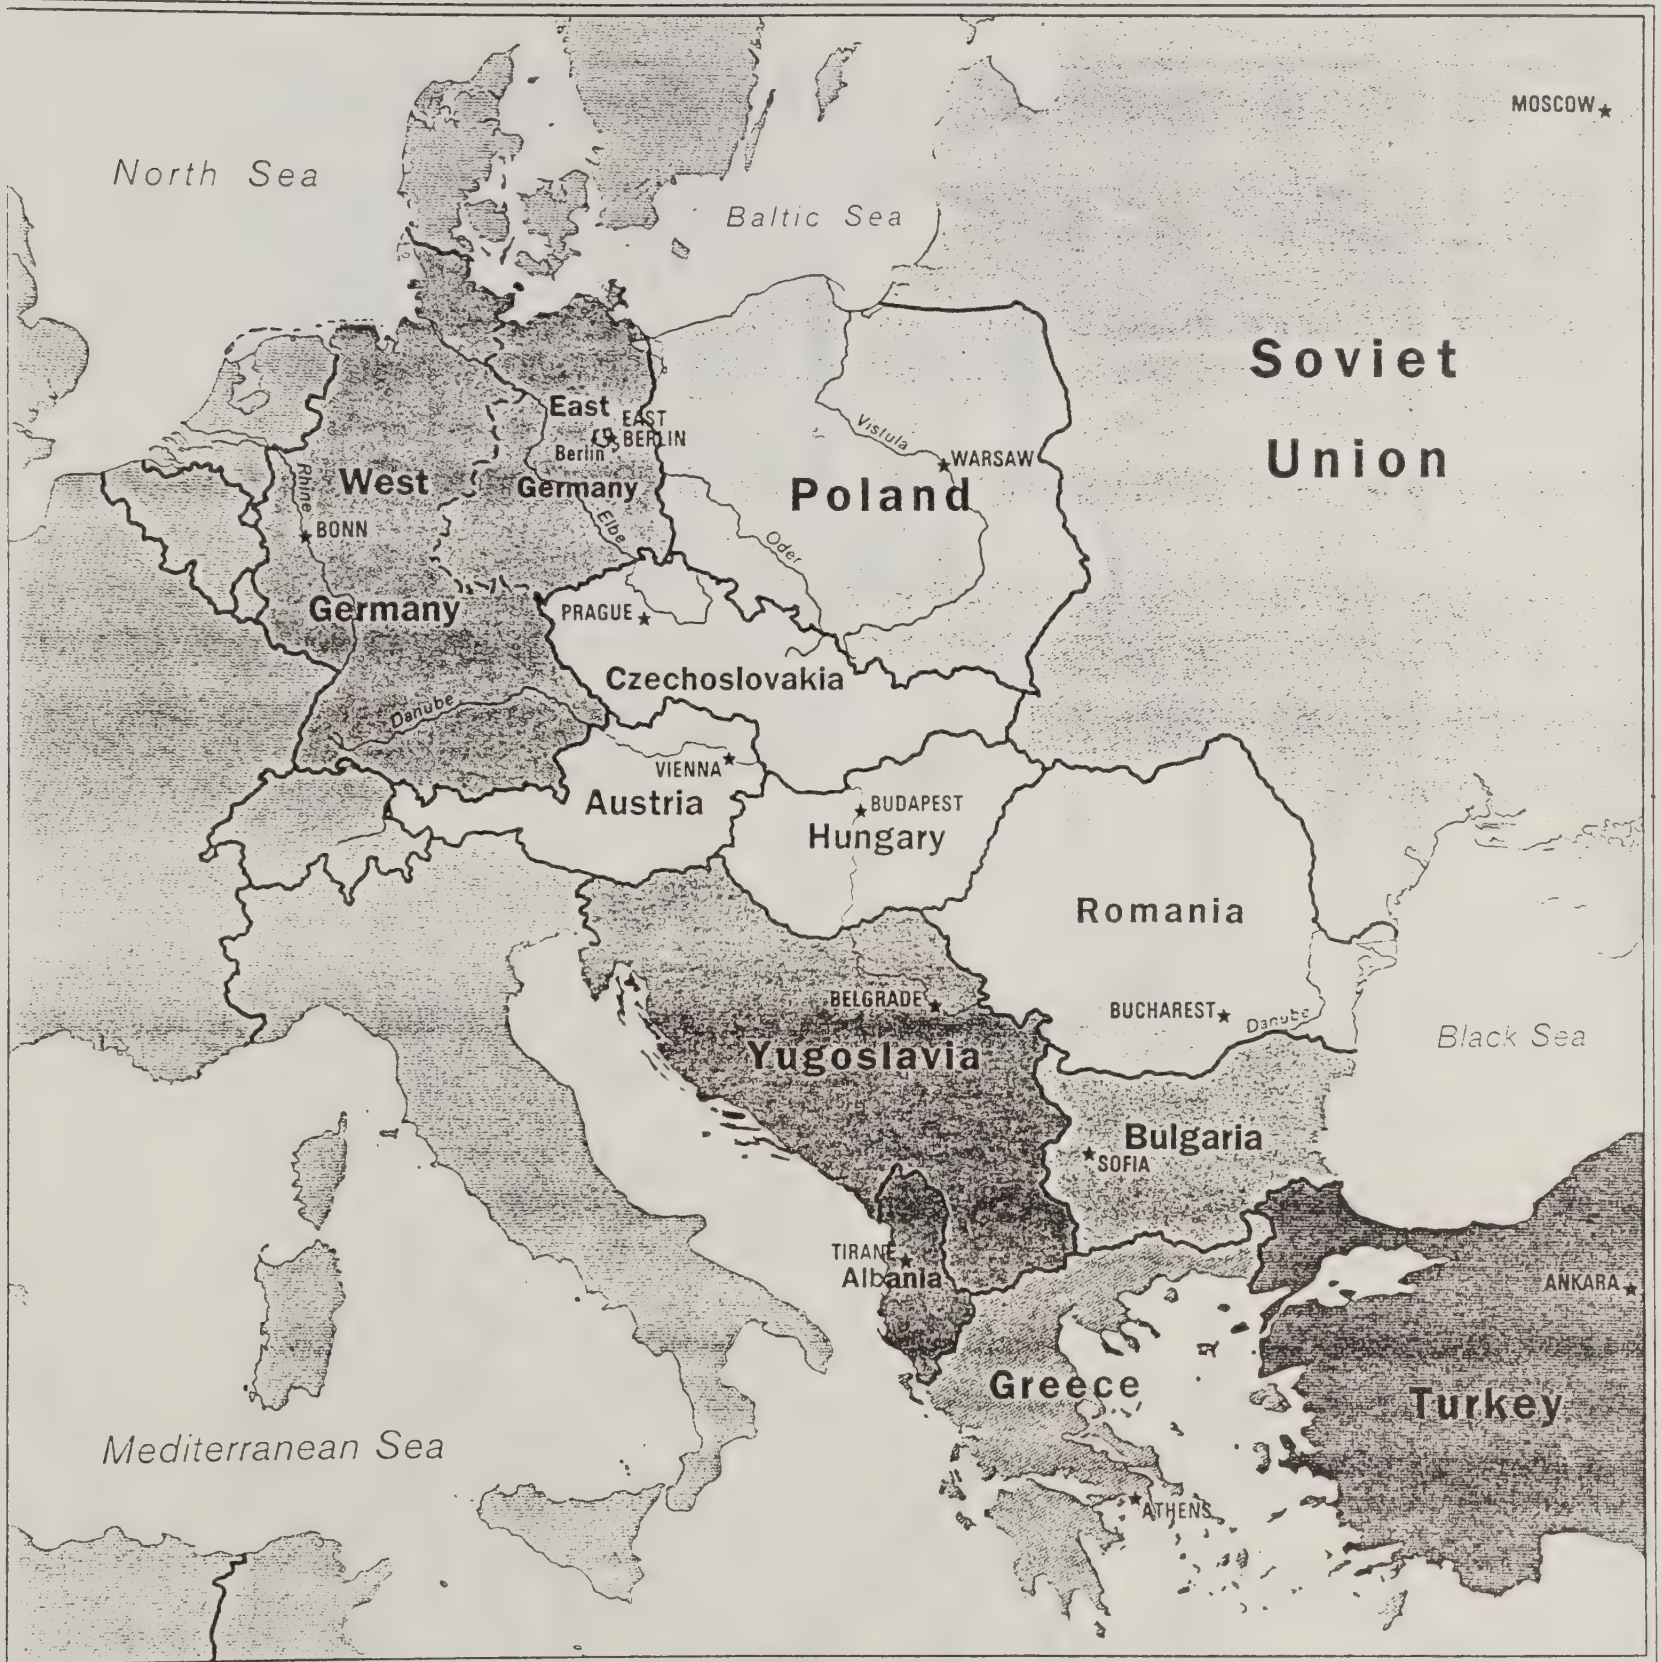 MOSCOW
North Sea
Baltic Sea
Soviet
Union
East
EAST
BERLIN
Berlin
Germany
West
Rhine
BONN
Germany
Elbe
Vistula
WARSAW
Poland
Oder
PRAGUE
Czechoslovakia
Danube
VIENNA
Austria
BUDAPEST
Hungary
Romania
BUCHAREST
Danube
BELGRADE
Yugoslavia
Black Sea
Bulgaria
SOFIA
TIRANE
Albania
ANKARA
Greece
Turkey
Mediterranean Sea
ATHENS